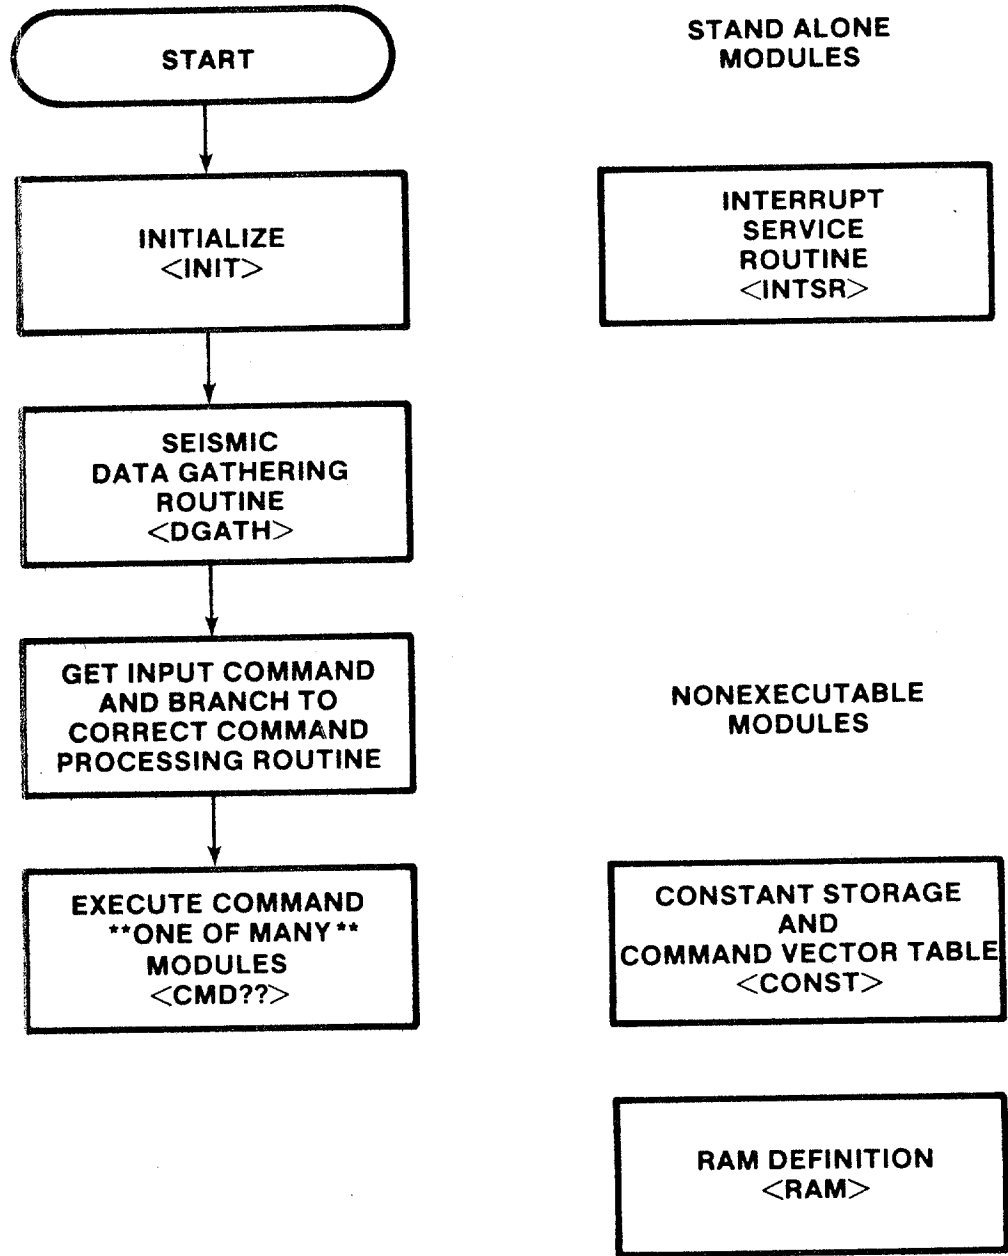 START
INITIALIZE
<INIT>
SEISMIC
DATA GATHERING
ROUTINE
<DGATH>
GET INPUT COMMAND
AND BRANCH TO
CORRECT COMMAND
PROCESSING ROUTINE
EXECUTE COMMAND
**ONE OF MANY**
MODULES
<CMD??>
STAND ALONE
MODULES
INTERRUPT
SERVICE
ROUTINE
<INTSR>
NONEXECUTABLE
MODULES
CONSTANT STORAGE
AND
COMMAND VECTOR TABLE
<CONST>
RAM DEFINITION
<RAM>